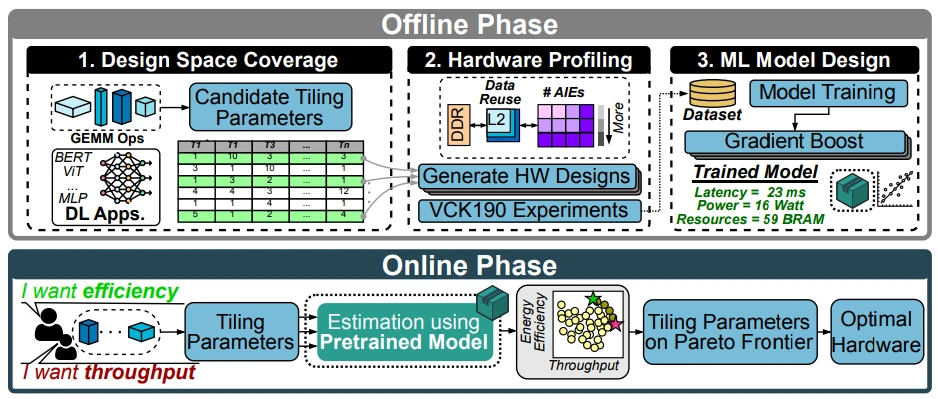 Offline Phase
1. Design Space Coverage
GEMM Ops
Candidate Tiling
Parameters
BERT
ViT
...
MLP
DL Apps.
T1 T1 T3 ... Tn
1 10 3 ... 3
3 1 10 ... 1
1 3 2 ... 1
4 4 3 ... 12
1 1 4 ... 1
5 1 2 ... 4
2. Hardware Profiling
DDR
Data
Reuse
L2
# AIEs
More
Generate HW Designs
VCK190 Experiments
3. ML Model Design
Dataset
Model Training
Gradient Boost
Trained Model
Latency = 23 ms
Power = 16 Watt
Resources = 59 BRAM
Online Phase
I want efficiency
I want throughput
Tiling
Parameters
Estimation using
Pretrained Model
Energy
Efficiency
Throughput
Tiling Parameters
on Pareto Frontier
Optimal
Hardware